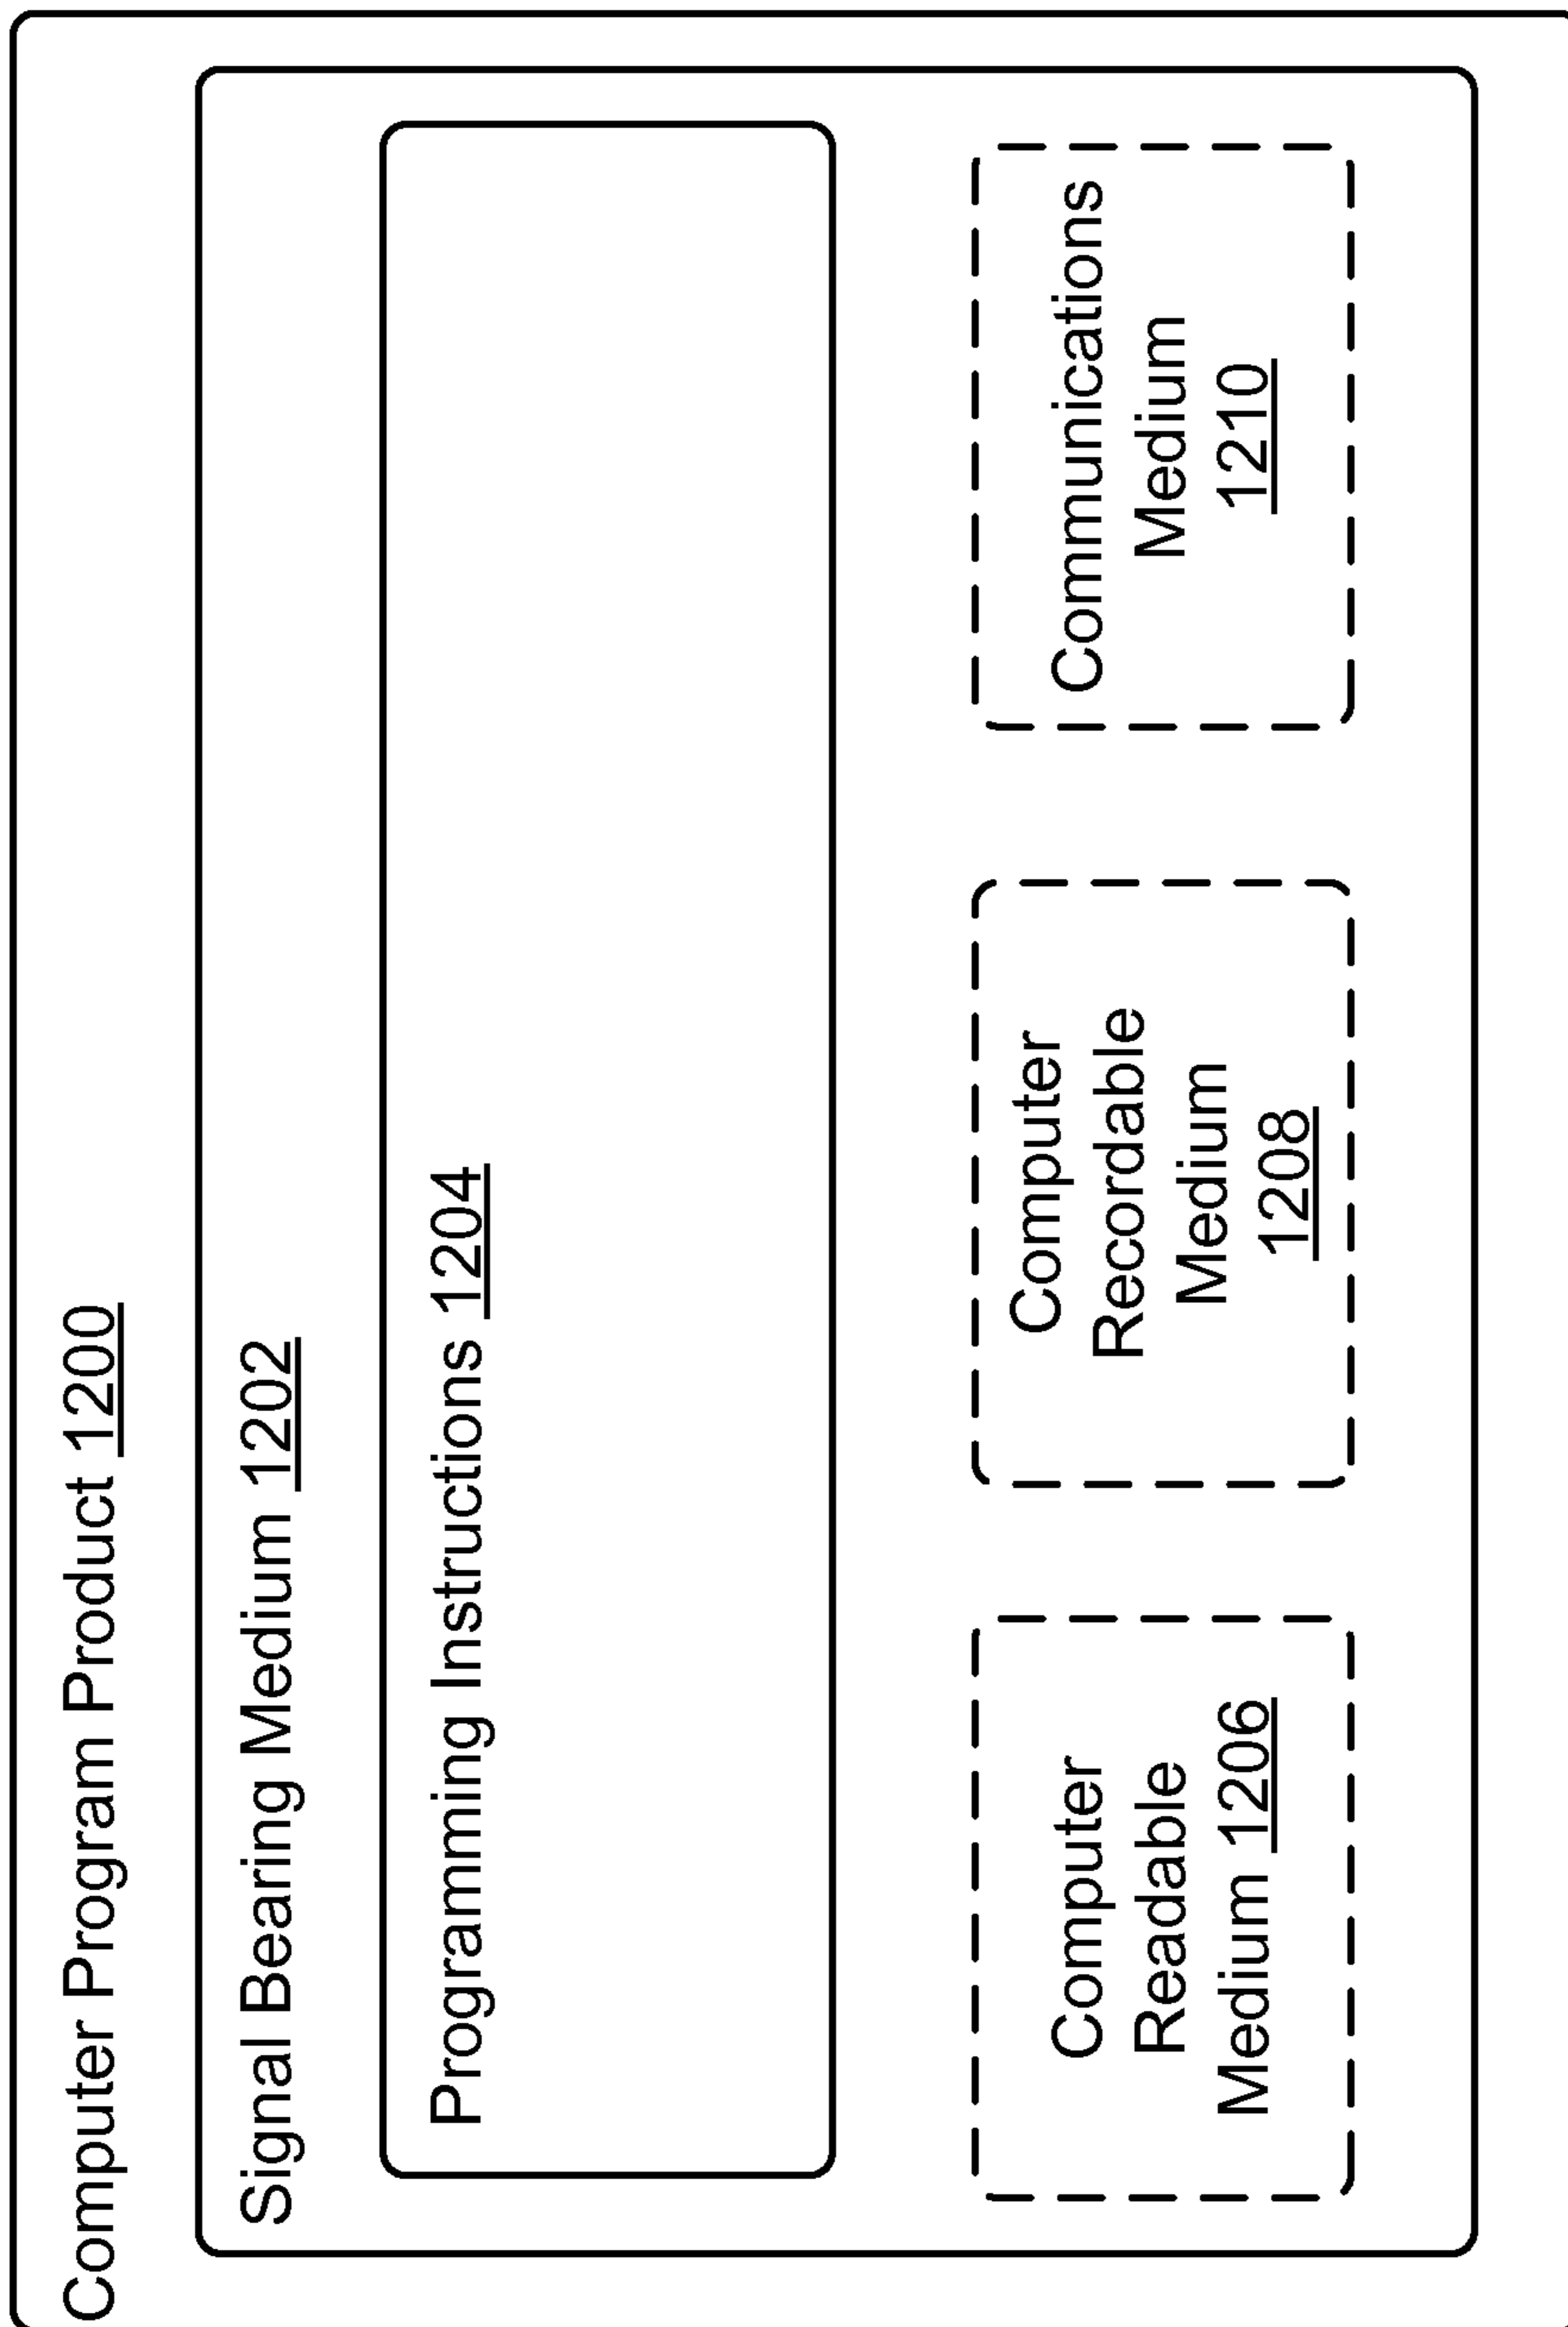 Computer Program Product 1200
Signal Bearing Medium 1202
Programming Instructions 1204
Computer
Readable
Medium 1206
Computer
Recordable
Medium
1208
Communications
Medium
1210